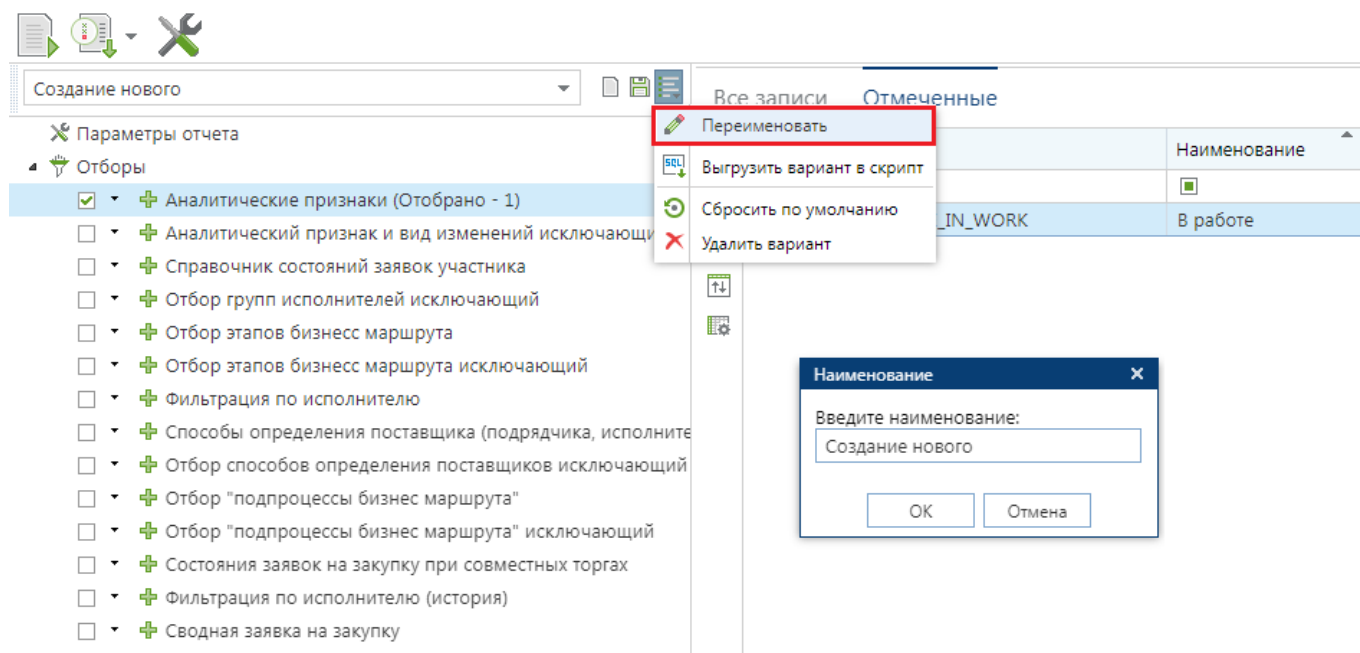 Создание нового
Все записи Отмеченные
Параметры отчета
Переименовать
Наименование
Отборы
SQL Выгрузить вариант в скрипт
Аналитические признаки (Отобрано - 1)
Сбросить по умолчанию
_IN_WORK В работе
Аналитический признак и вид изменений
Удалить вариант
Справочник состояний заявок участника
Отбор групп исполнителей исключающий
Отбор этапов бизнесс маршрута
Отбор этапов бизнесс маршрута исключающий
Наименование
Фильтрация по исполнителю
Введите наименование:
Способы определения поставщика (подрядчика, исполните
Создание нового
Отбор способов определения поставщиков исключающий
Отбор "подпроцессы бизнес маршрута"
ОК Отмена
Отбор "подпроцессы бизнес маршрута" исключающий
Состояния заявок на закупку при совместных торгах
Фильтрация по исполнителю (история)
Сводная заявка на закупку